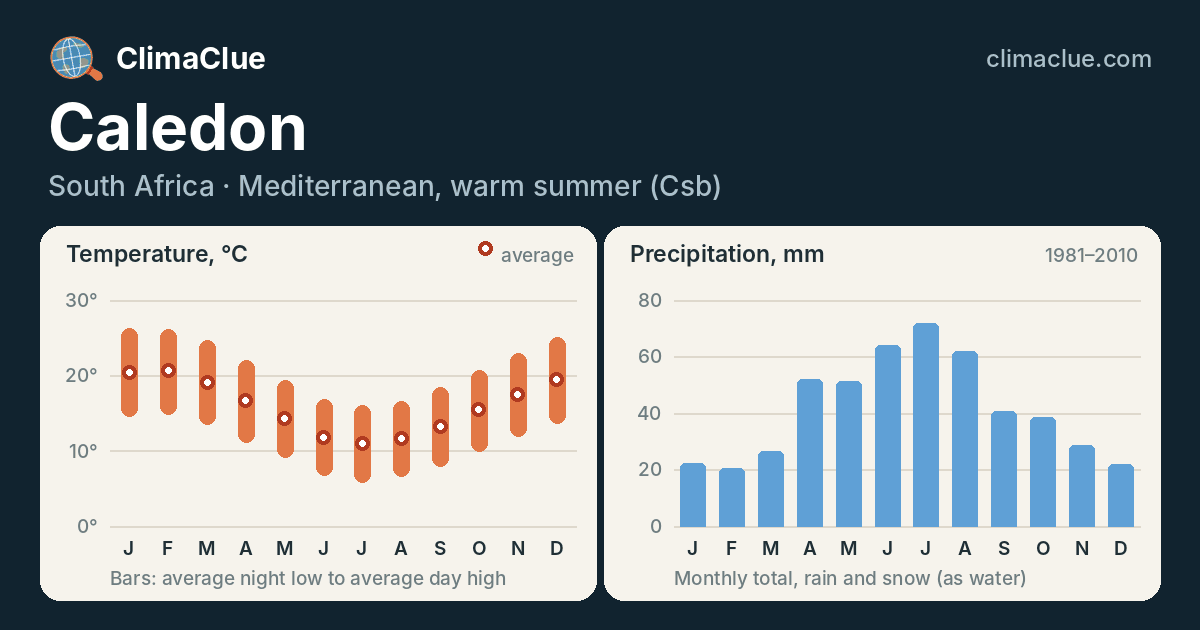 ClimaClue
climaclue.com
Caledon
South Africa · Mediterranean, warm summer (Csb)
Temperature, °C
average
30°
20°
10°
0°
J F M A M J J A S O N D
Bars: average night low to average day high
Precipitation, mm
1981–2010
80
60
40
20
0
J F M A M J J A S O N D
Monthly total, rain and snow (as water)